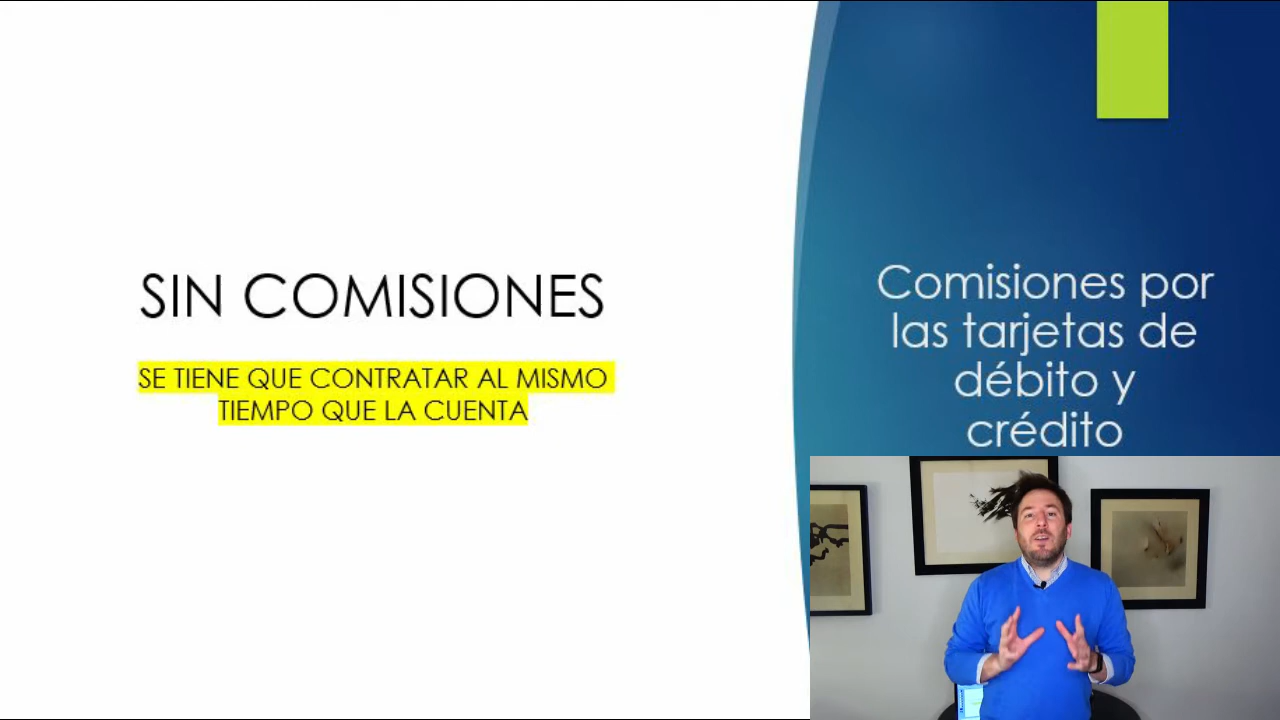 SIN COMISIONES
SE TIENE QUE CONTRATAR AL MISMO
TIEMPO QUE LA CUENTA
Comisiones por
las tarjetas de
débito y
crédito